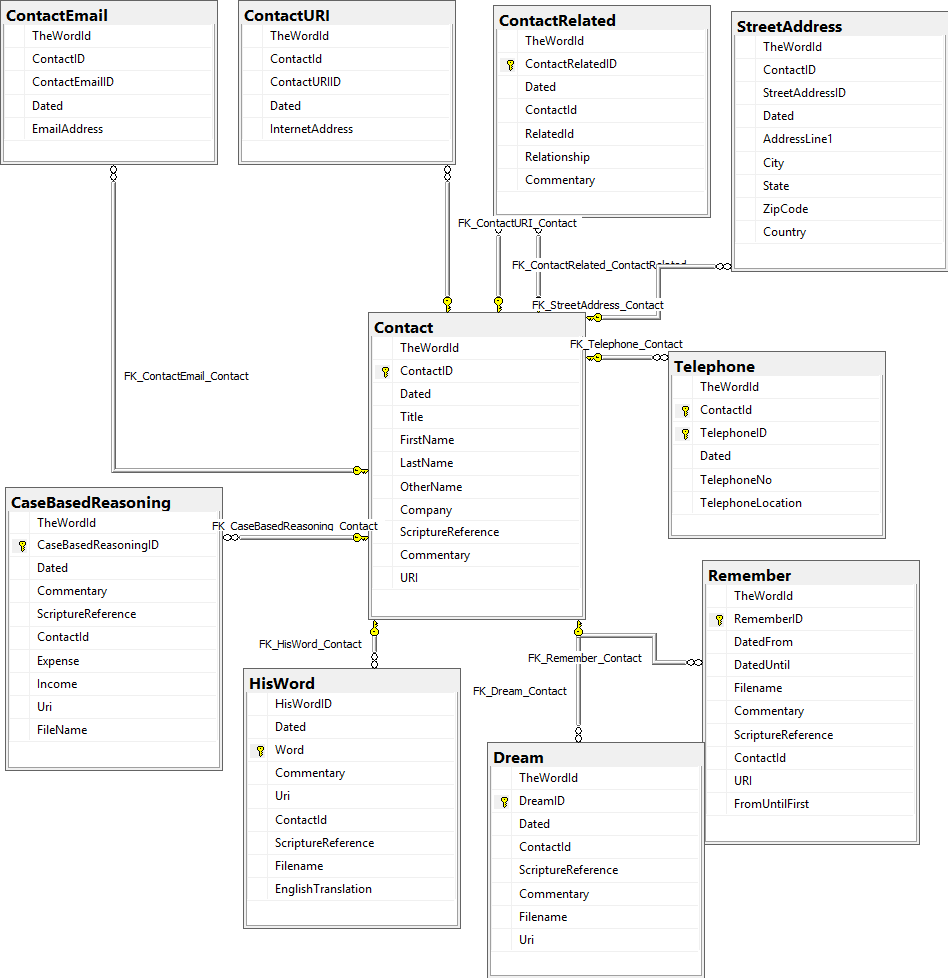 ContactEmail
TheWordId
ContactID
ContactEmailID
Dated
EmailAddress
ContactURI
TheWordId
ContactId
ContactURIID
Dated
InternetAddress
ContactRelated
TheWordId
ContactRelatedID
Dated
ContactId
RelatedId
Relationship
Commentary
StreetAddress
TheWordId
ContactID
StreetAddressID
Dated
AddressLine1
City
State
ZipCode
Country
FK_ContactURI_Contact
FK_ContactRelated_ContactRelated
FK_StreetAddress_Contact
FK_Telephone_Contact
FK_ContactEmail_Contact
Contact
TheWordId
ContactID
Dated
Title
FirstName
LastName
OtherName
Company
ScriptureReference
Commentary
URI
Telephone
TheWordId
ContactId
TelephoneID
Dated
TelephoneNo
TelephoneLocation
CaseBasedReasoning
TheWordId
CaseBasedReasoningID
Dated
Commentary
ScriptureReference
ContactId
Expense
Income
Uri
FileName
FK_CaseBasedReasoning_Contact
FK_HisWord_Contact
FK_Remember_Contact
FK_Dream_Contact
HisWord
HisWordID
Dated
Word
Commentary
Uri
ContactId
ScriptureReference
Filename
EnglishTranslation
Remember
TheWordId
RememberID
DatedFrom
DatedUntil
Filename
Commentary
ScriptureReference
ContactId
URI
FromUntilFirst
Dream
TheWordId
DreamID
Dated
ContactId
ScriptureReference
Commentary
Filename
Uri